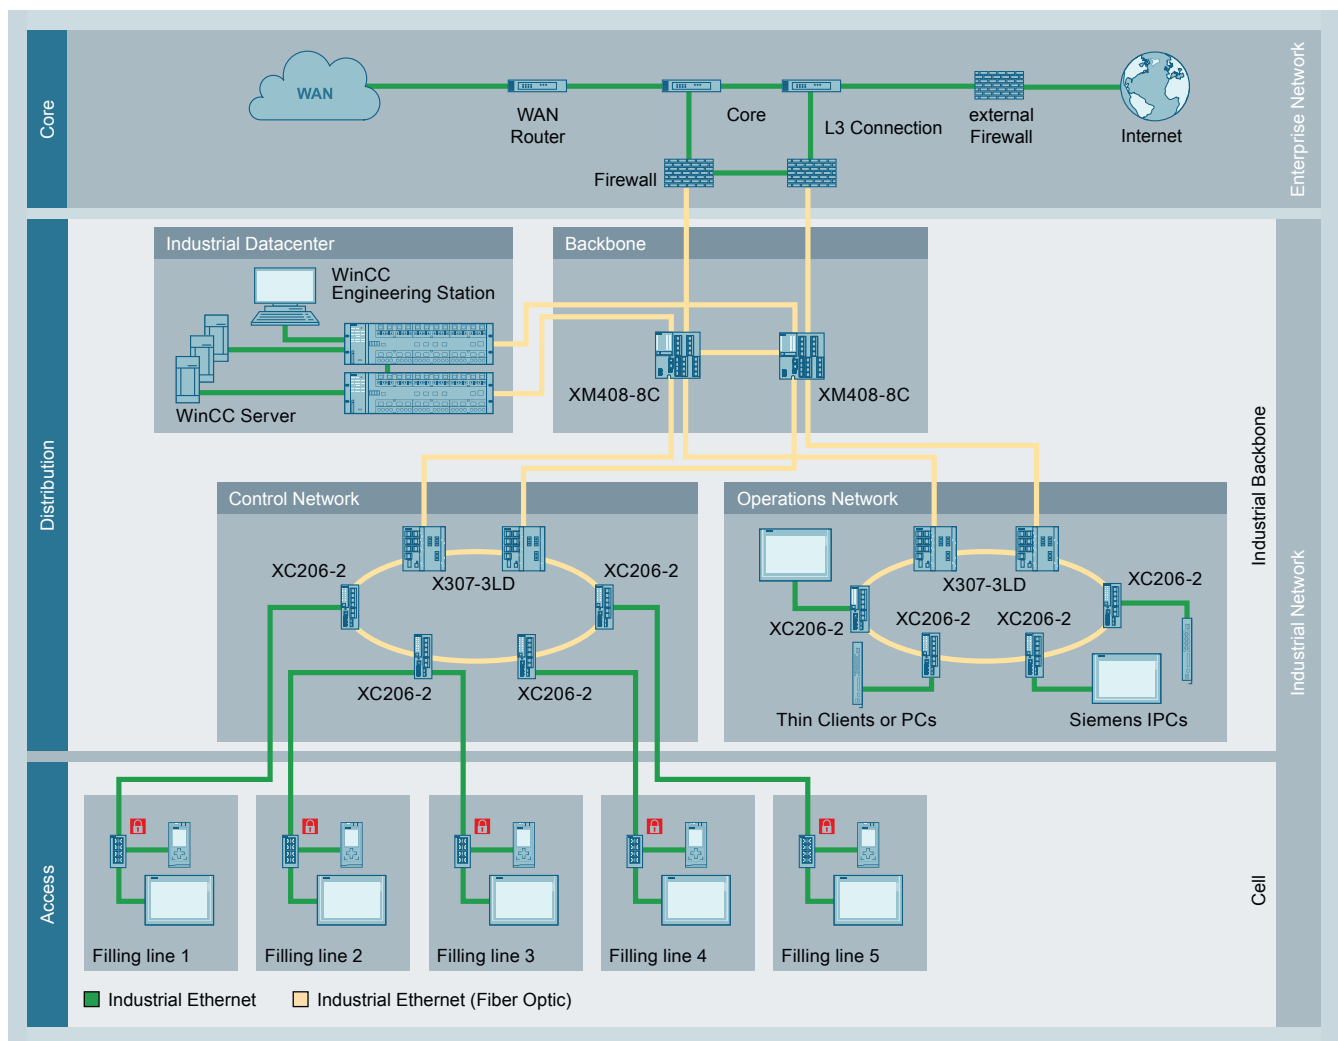 Core
Enterprise Network
WAN
WAN
Router
Core
L3 Connection
external
Firewall
Internet
Firewall
Distribution
Industrial Datacenter
WinCC
Engineering Station
WinCC Server
Backbone
XM408-8C
XM408-8C
Industrial Backbone
Industrial Network
Control Network
XC206-2
X307-3LD
XC206-2
XC206-2
XC206-2
Operations Network
X307-3LD
XC206-2
XC206-2
XC206-2
XC206-2
Thin Clients or PCs
Siemens IPCs
Access
Cell
Filling line 1
Filling line 2
Filling line 3
Filling line 4
Filling line 5
Industrial Ethernet
Industrial Ethernet (Fiber Optic)